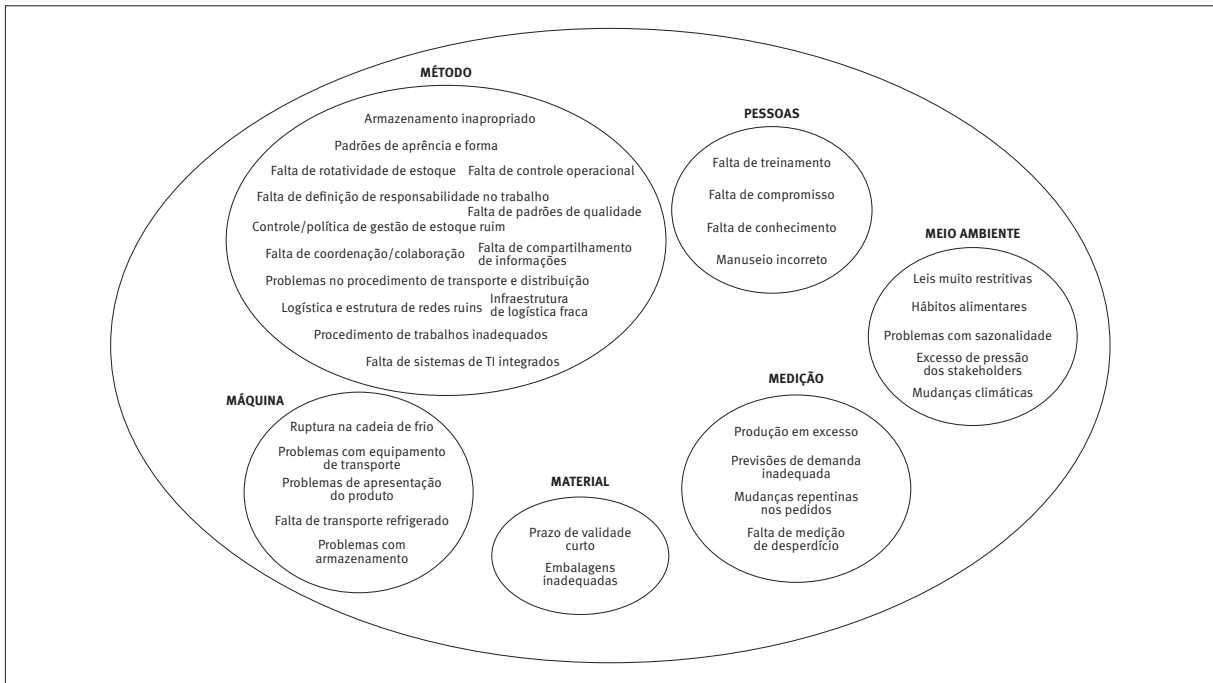 MÉTODO
Armazenamento inapropriado
Padrões de aprência e forma
Falta de rotatividade de estoque
Falta de controle operacional
Falta de definição de responsabilidade no trabalho
Falta de padrões de qualidade
Controle/política de gestão de estoque ruim
Falta de coordenação/colaboração
Falta de compartilhamento
de informações
Problemas no procedimento de transporte e distribuição
Logística e estrutura de redes ruins
Infraestrutura
de logística fraca
Procedimento de trabalhos inadequados
Falta de sistemas de TI integrados
PESSOAS
Falta de treinamento
Falta de compromisso
Falta de conhecimento
Manuseio incorreto
MEIO AMBIENTE
Leis muito restritivas
Hábitos alimentares
Problemas com sazonalidade
Excesso de pressão
dos stakeholders
Mudanças climáticas
MÁQUINA
Ruptura na cadeia de frio
Problemas com equipamento
de transporte
Problemas de apresentação
do produto
Falta de transporte refrigerado
Problemas com
armazenamento
MATERIAL
Prazo de validade
curto
Embalagens
inadequadas
MEDIÇÃO
Produção em excesso
Previsões de demanda
inadequada
Mudanças repentinas
nos pedidos
Falta de medição
de desperdício